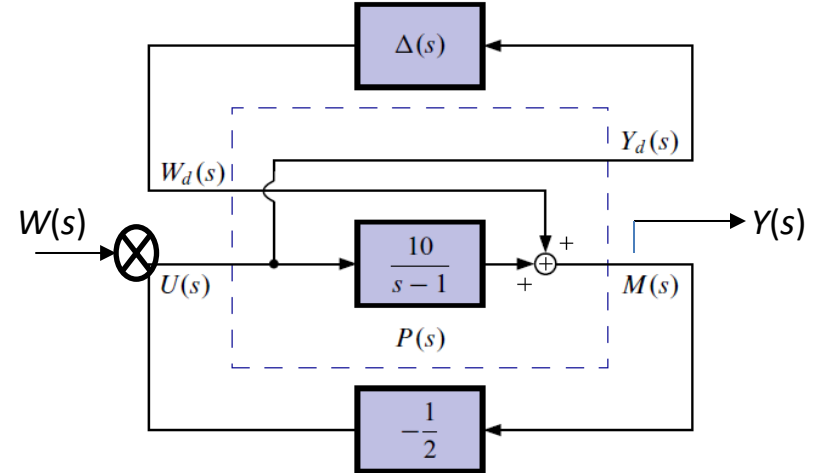 Δ(s)
Y_d(s)
W_d(s)
W(s)
Y(s)
+
10
s − 1
+
+
U(s)
M(s)
P(s)
− 1
2